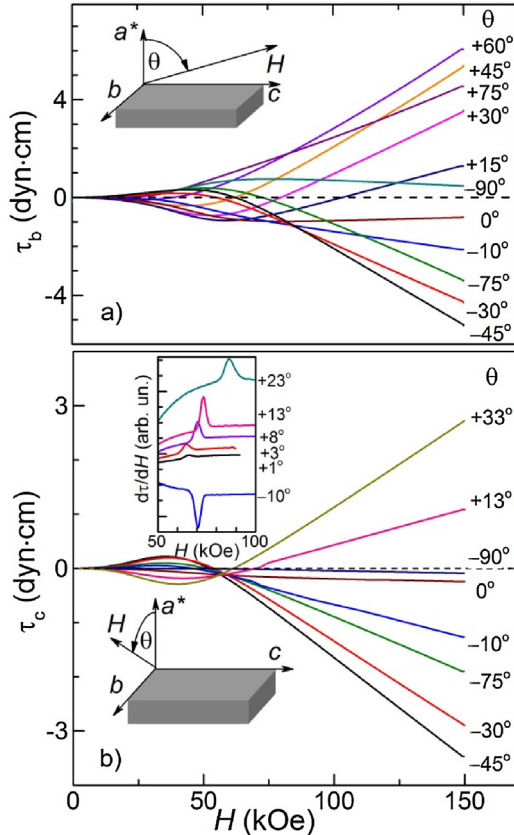 a)
a*
θ
H
b
c
θ
+60°
+45°
+75°
+30°
+15°
−90°
0°
−10°
−75°
−30°
−45°
4
0
-4
τb (dyn·cm)
b)
dτ/dH (arb. un.)
+23°
+13°
+8°
+3°
+1°
−10°
50 100
H (kOe)
θ
+33°
+13°
−90°
0°
−10°
−75°
−30°
−45°
3
0
-3
τc (dyn·cm)
a*
H
θ
b
c
0 50 100 150
H (kOe)